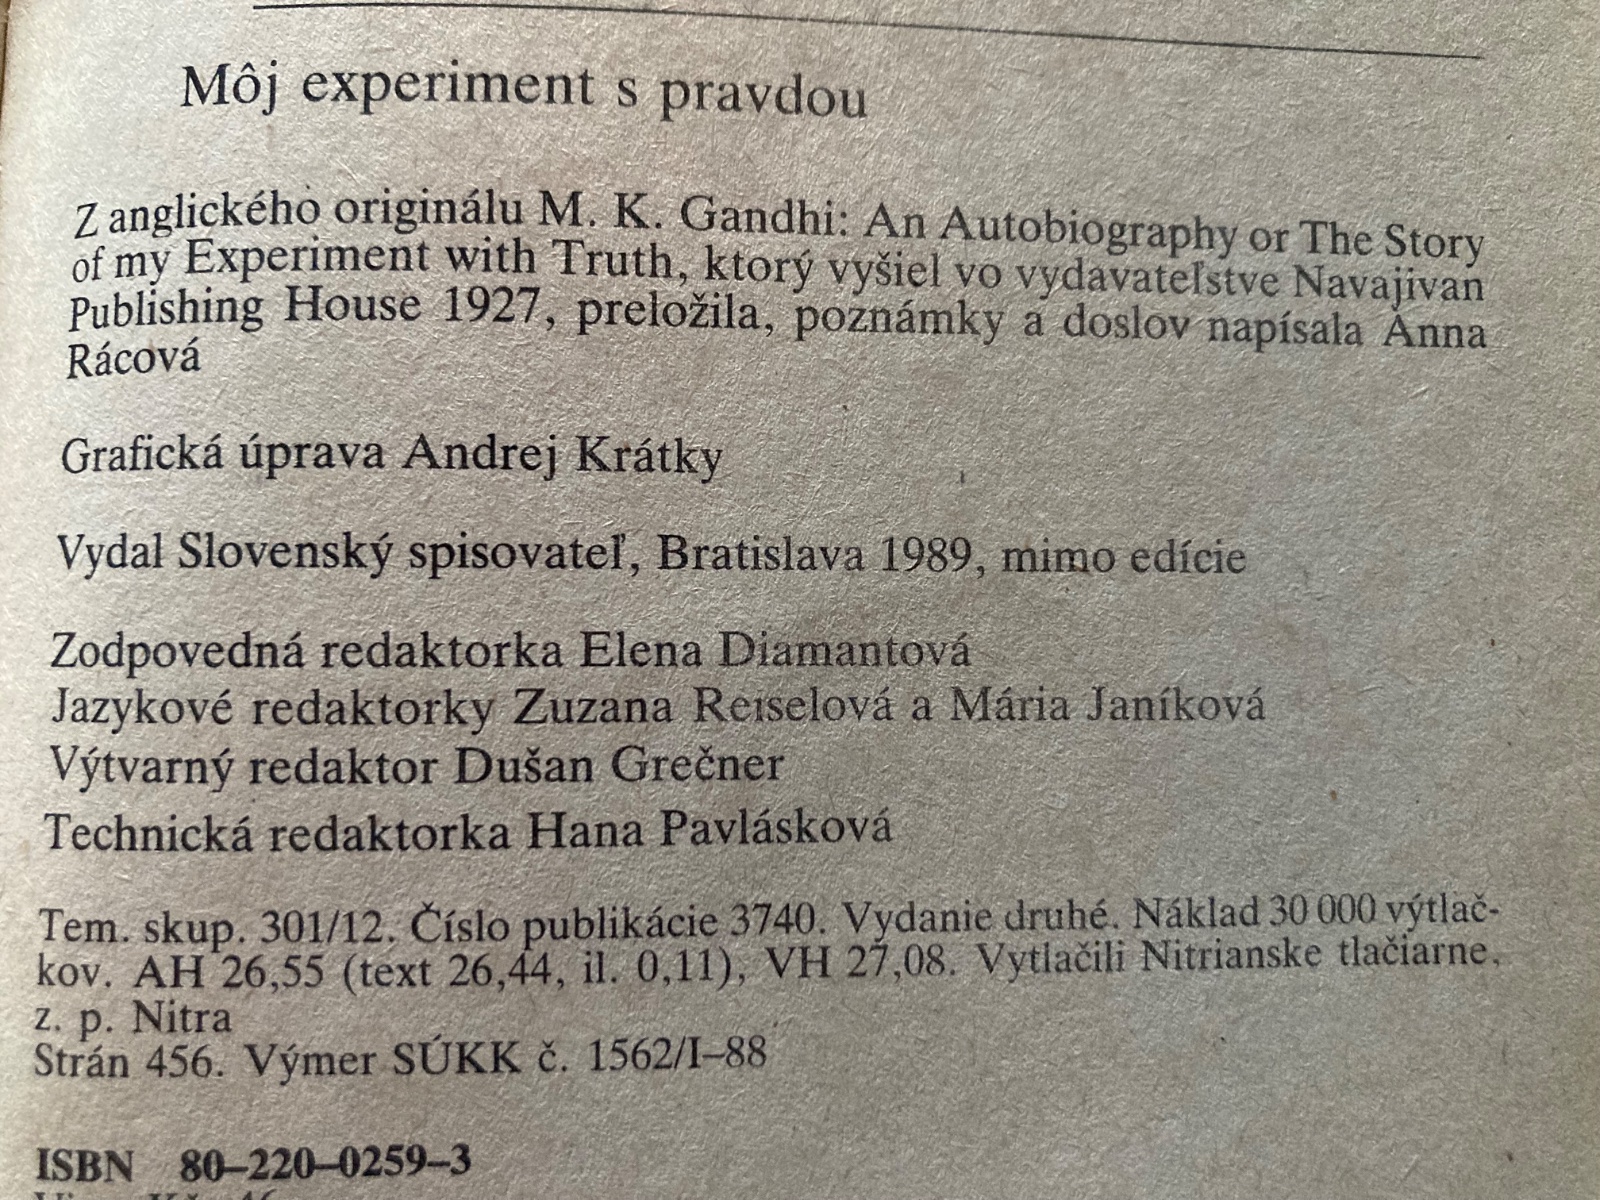 Môj experiment s pravdou
Z anglického originálu M. K. Gandhi: An Autobiography or The Story
of my Experiment with Truth, ktorý vyšiel vo vydavateľstve Navajivan
Publishing House 1927, preložila, poznámky a doslov napísala Anna
Rácová
Grafická úprava Andrej Krátky
Vydal Slovenský spisovateľ, Bratislava 1989, mimo edície
Zodpovedná redaktorka Elena Diamantová
Jazykové redaktorky Zuzana Reiselová a Mária Janíková
Výtvarný redaktor Dušan Grečner
Technická redaktorka Hana Pavlásková
Tem. skup. 301/12. Číslo publikácie 3740. Vydanie druhé. Náklad 30 000 výtlač-
kov. AH 26,55 (text 26,44, il. 0,11), VH 27,08. Vytlačili Nitrianske tlačiarne,
z. p. Nitra
Strán 456. Výmer SÚKK č. 1562/I–88
ISBN 80–220–0259–3